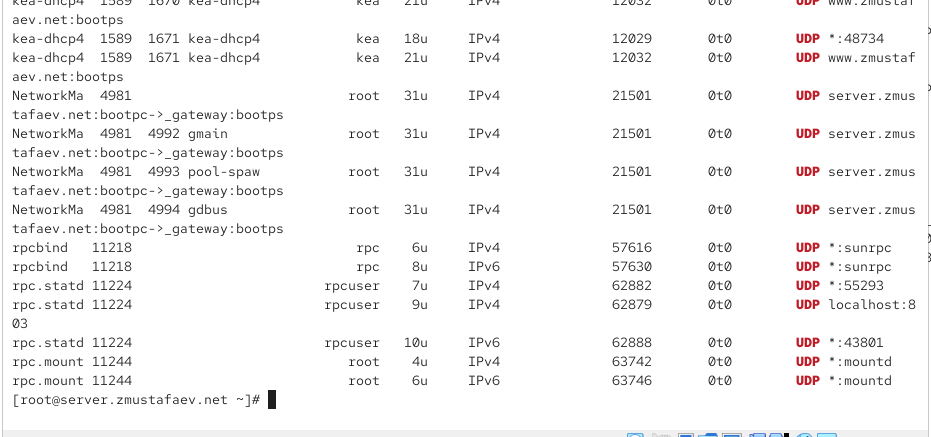 kea-dhcp4  1589  1670 kea-dhcp4            kea   21u     IPv4              12032       0t0        UDP www.zmustaf
aev.net:bootps
kea-dhcp4  1589  1671 kea-dhcp4            kea   18u     IPv4              12029       0t0        UDP *:48734
kea-dhcp4  1589  1671 kea-dhcp4            kea   21u     IPv4              12032       0t0        UDP www.zmustaf
aev.net:bootps
NetworkMa  4981                           root   31u     IPv4              21501       0t0        UDP server.zmus
tafaev.net:bootpc->_gateway:bootps
NetworkMa  4981  4992 gmain               root   31u     IPv4              21501       0t0        UDP server.zmus
tafaev.net:bootpc->_gateway:bootps
NetworkMa  4981  4993 pool-spaw           root   31u     IPv4              21501       0t0        UDP server.zmus
tafaev.net:bootpc->_gateway:bootps
NetworkMa  4981  4994 gdbus               root   31u     IPv4              21501       0t0        UDP server.zmus
tafaev.net:bootpc->_gateway:bootps
rpcbind   11218                            rpc    6u     IPv4              57616       0t0        UDP *:sunrpc
rpcbind   11218                            rpc    8u     IPv6              57630       0t0        UDP *:sunrpc
rpc.statd 11224                        rpcuser    7u     IPv4              62882       0t0        UDP *:55293
rpc.statd 11224                        rpcuser    9u     IPv4              62879       0t0        UDP localhost:8
03
rpc.statd 11224                        rpcuser   10u     IPv6              62888       0t0        UDP *:43801
rpc.mount 11244                           root    4u     IPv4              63742       0t0        UDP *:mountd
rpc.mount 11244                           root    6u     IPv6              63746       0t0        UDP *:mountd
[root@server.zmustafaev.net ~]#